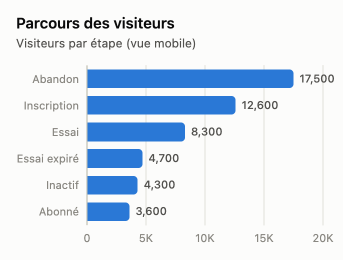 Parcours des visiteurs
Visiteurs par étape (vue mobile)
Abandon 17,500
Inscription 12,600
Essai 8,300
Essai expiré 4,700
Inactif 4,300
Abonné 3,600
0 5K 10K 15K 20K